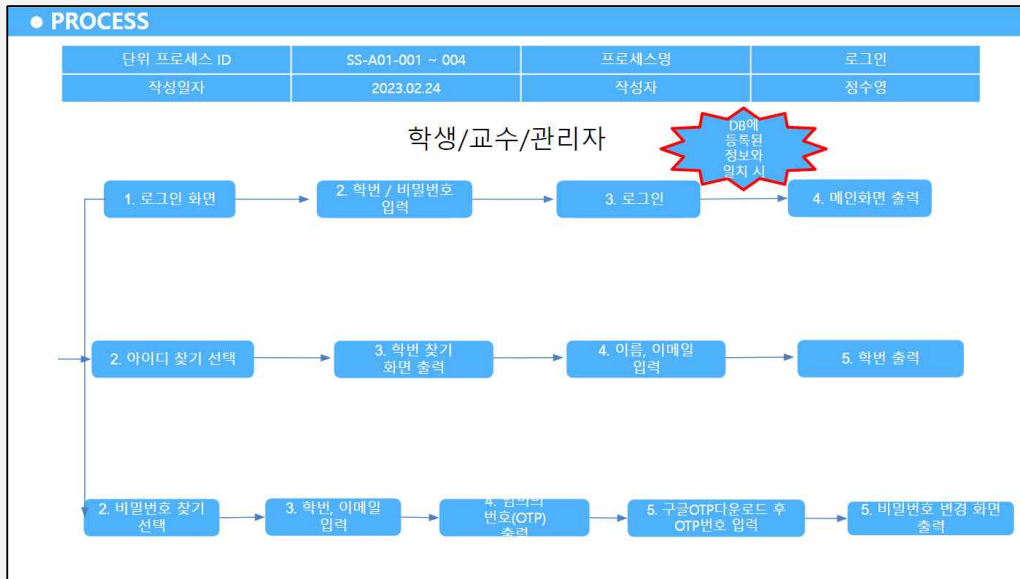 ● PROCESS
단위 프로세스 ID
SS-A01-001 ~ 004
프로세스명
로그인
작성일자
2023.02.24
작성자
정수영
학생/교수/관리자
DB에
등록된
정보와
일치 시
1. 로그인 화면
2. 학번 / 비밀번호
입력
3. 로그인
4. 메인화면 출력
2. 아이디 찾기 선택
3. 학번 찾기
화면 출력
4. 이름, 이메일
입력
5. 학번 출력
2. 비밀번호 찾기
선택
3. 학번, 이메일
입력
4. 임의의
번호(OTP)
출력
5. 구글OTP다운로드 후
OTP번호 입력
5. 비밀번호 변경 화면
출력